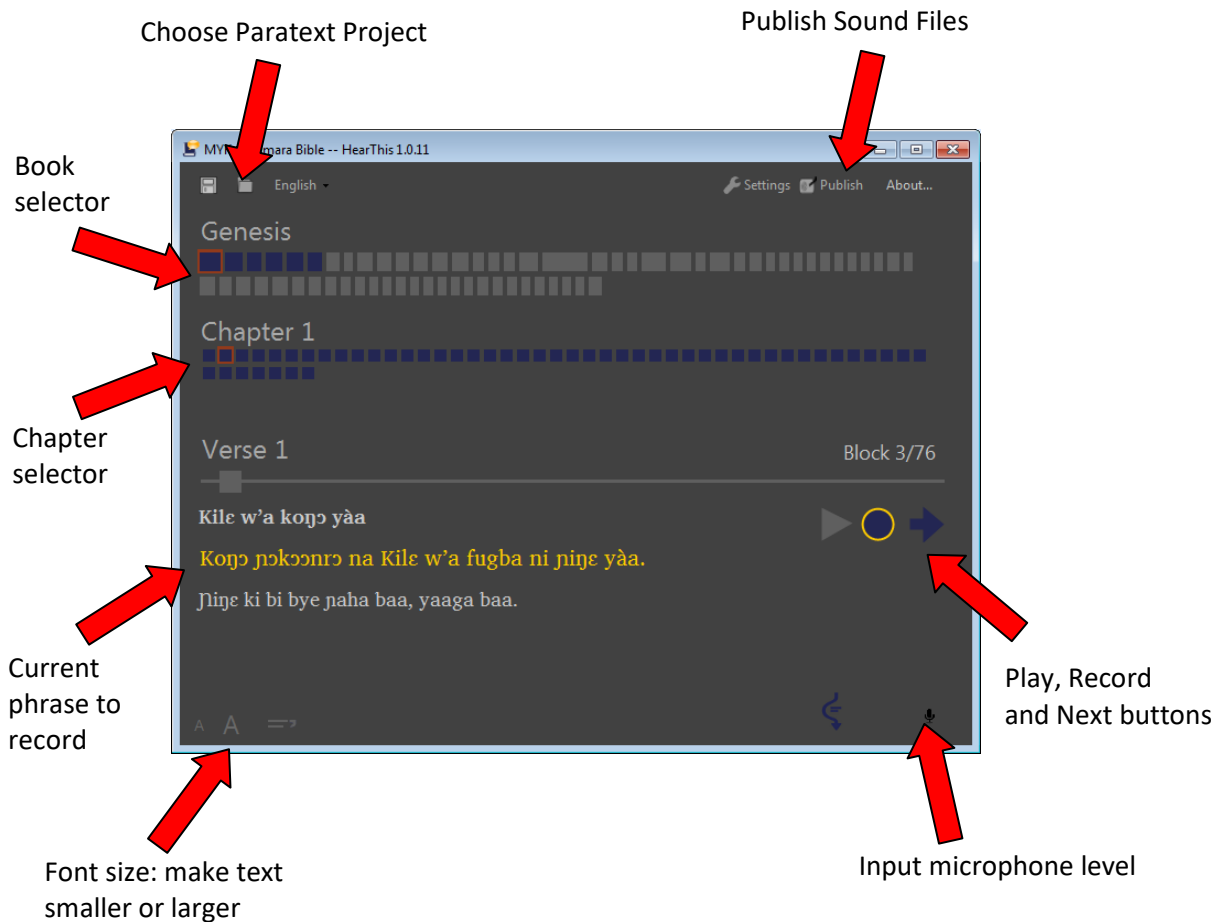 Choose Paratext Project
Publish Sound Files
Book
selector
mara Bible -- HearThis 1.0.11
English
Settings Publish About...
Genesis
Chapter 1
Chapter
selector
Verse 1
Block 3/76
Kilɛ w’a koŋɔ yàa
Koŋɔ ɲɔkɔɔnrɔ na Kilɛ w’a fugba ni ɲiŋɛ yàa.
Ɲiŋɛ ki bi bye ɲaha baa, yaaga baa.
Current
phrase to
record
Play, Record
and Next buttons
A A
Font size: make text
smaller or larger
Input microphone level